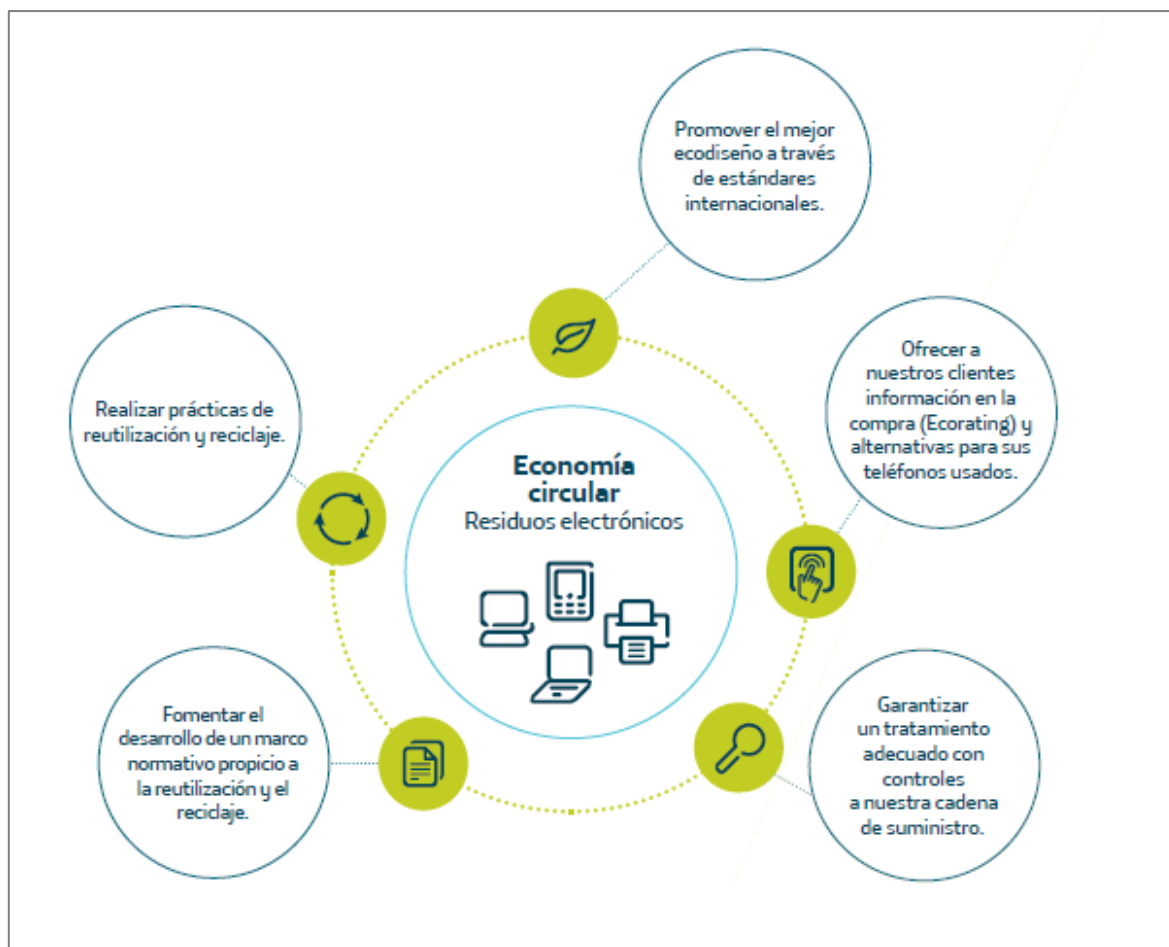 Promover el mejor
ecodiseño a través
de estándares
internacionales.
Ofrecer a
nuestros clientes
información en la
compra (Ecorating) y
alternativas para sus
teléfonos usados.
Realizar prácticas de
reutilización y reciclaje.
Economía
circular
Residuos electrónicos
Fomentar el
desarrollo de un marco
normativo propicio a
la reutilización y el
reciclaje.
Garantizar
un tratamiento
adecuado con
controles
a nuestra cadena
de suministro.